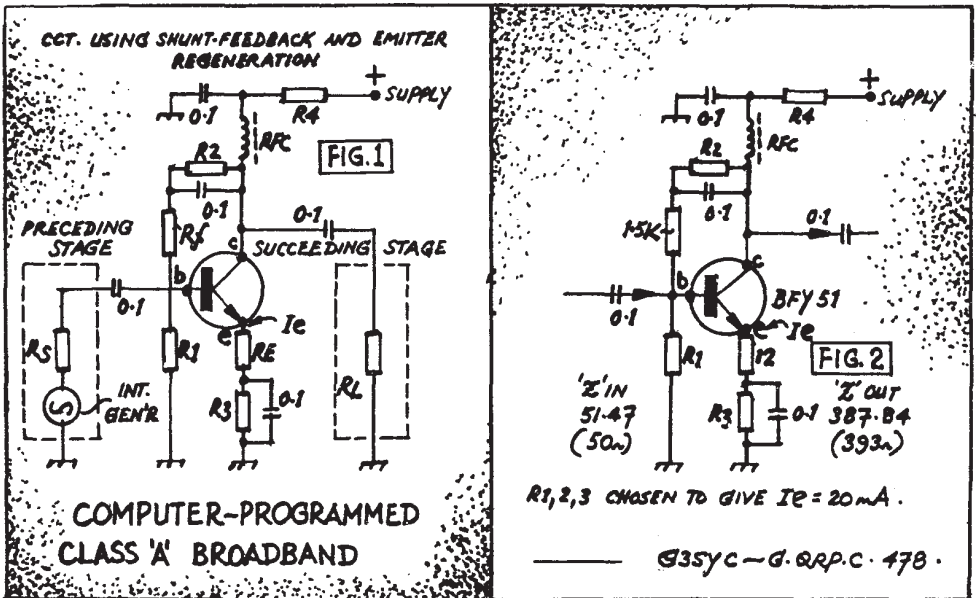 CCT. USING SHUNT-FEEDBACK AND EMITTER
REGENERATION
+
SUPPLY
0.1
R4
RFC
R2
FIG.1
0.1
0.1
PRECEDING
STAGE
Rf
c
SUCCEEDING STAGE
b
0.1
Ie
e
RS
R1
RE
RL
INT.
GEN'R
R3
0.1
COMPUTER-PROGRAMMED
CLASS 'A' BROADBAND
+
SUPPLY
0.1
R4
RFC
R2
0.1
0.1
1.5K
c
b
BFY51
0.1
e
Ie
R1
12
FIG.2
'Z' IN
51.47
(50Ω)
R3
0.1
'Z' OUT
387.84
(393Ω)
R1,2,3 CHOSEN TO GIVE Ie = 20mA.
G3SYC~G.QRP.C. 478.